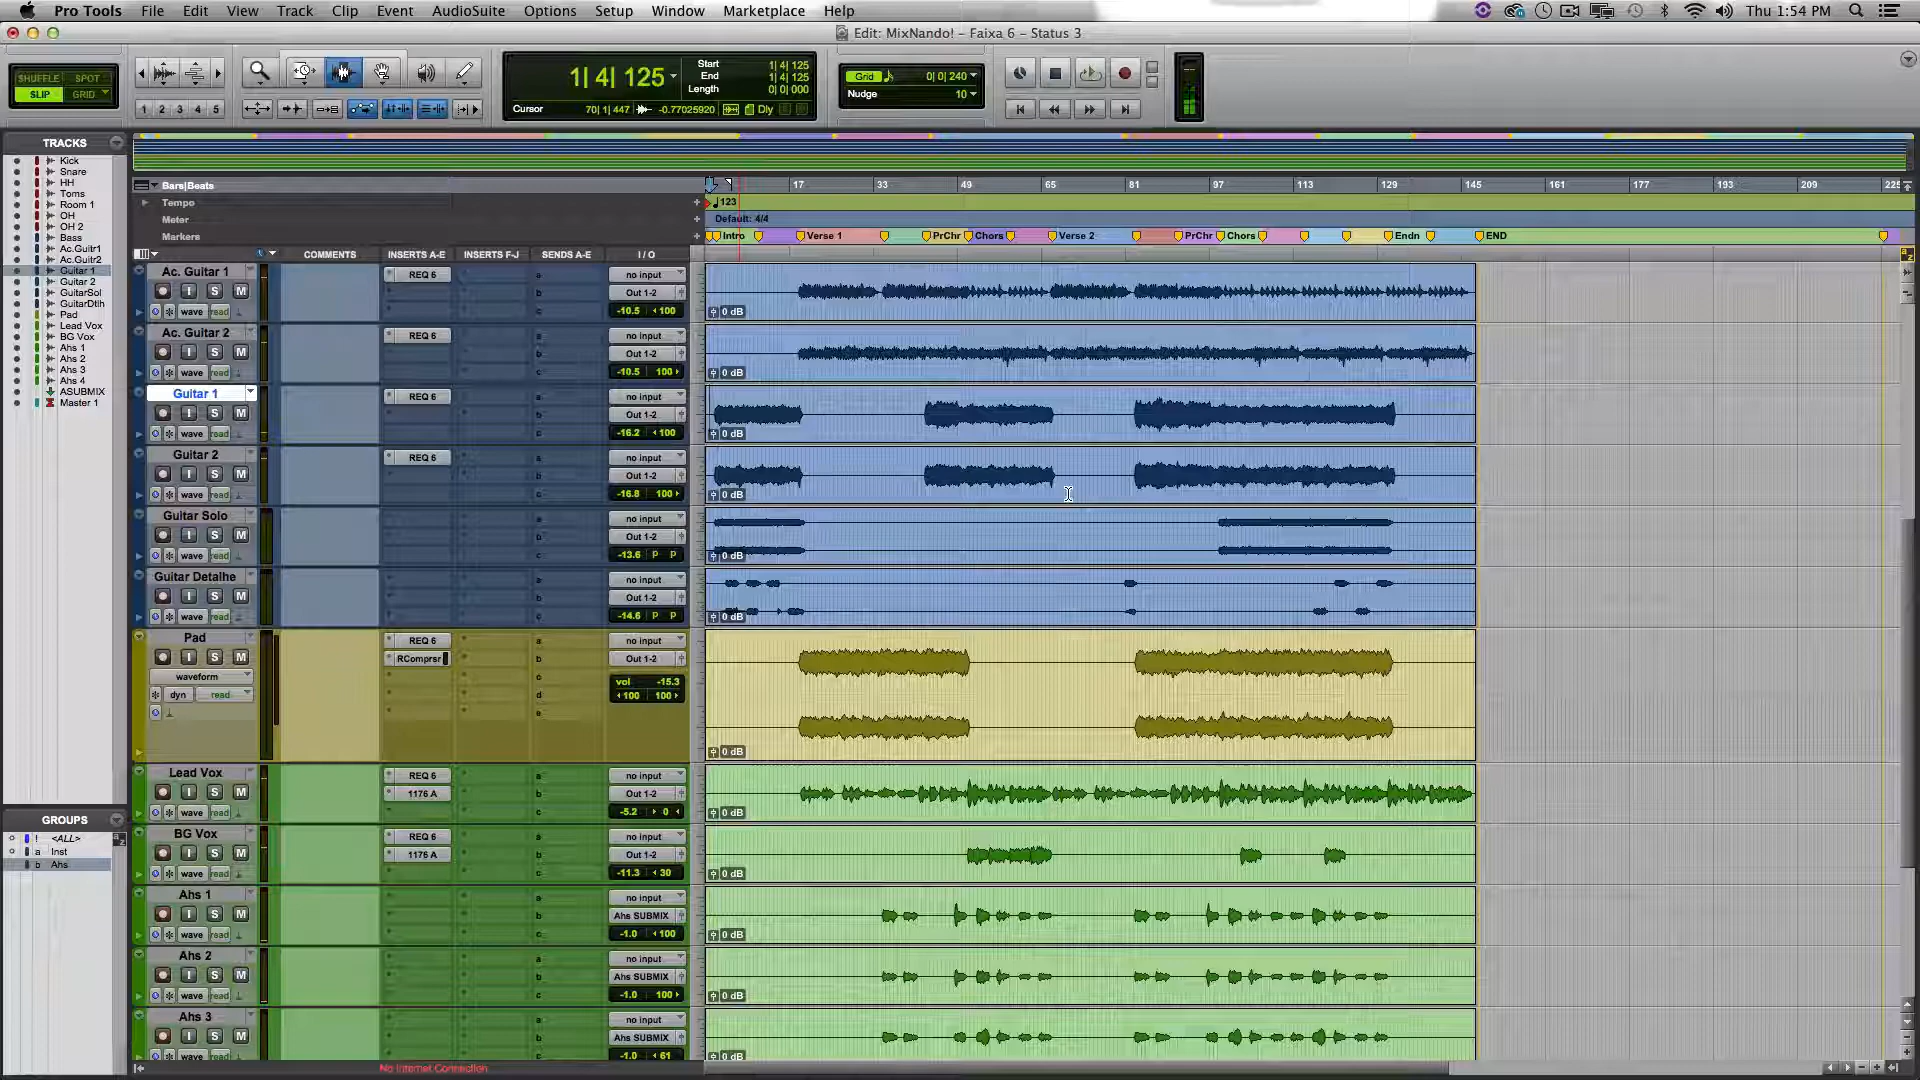 Pro Tools File Edit View Track Clip Event AudioSuite Options Setup Window Marketplace Help Thu 1:54 PM
Edit: MixNando! – Faixa 6 – Status 3
SHUFFLE SPOT
SLIP GRID
1 2 3 4 5
1| 4| 125
Start 1| 4| 125
End 1| 4| 125
Length 0| 0| 000
Cursor 70| 1| 447 -0.77025920 Dly
Grid 0| 0| 240
Nudge 10
TRACKS
Kick
Snare
HH
Toms
Room 1
OH
OH 2
Bass
Ac.Guitr1
Ac.Guitr2
Guitar 1
Guitar 2
GuitarSol
GuitarDtlh
Pad
Lead Vox
BG Vox
Ahs 1
Ahs 2
Ahs 3
Ahs 4
ASUBMIX
Master 1
GROUPS
! <ALL>
a Inst
b Ahs
Bars|Beats 17 33 49 65 81 97 113 129 145 161 177 193 209 225
Tempo 123
Meter Default: 4/4
Markers Intro Verse 1 PrChr Chors Verse 2 PrChr Chors Endn END
COMMENTS INSERTS A-E INSERTS F-J SENDS A-E I / O
Ac. Guitar 1 REQ 6 a no input
I S M b Out 1-2
wave read c -10.5 100 0 dB
Ac. Guitar 2 REQ 6 a no input
I S M b Out 1-2
wave read c -10.5 100 0 dB
Guitar 1 REQ 6 a no input
I S M b Out 1-2
wave read c -16.2 100 0 dB
Guitar 2 REQ 6 a no input
I S M b Out 1-2
wave read c -16.8 100 0 dB
Guitar Solo a no input
I S M b Out 1-2
wave read c -13.6 P P 0 dB
Guitar Detalhe a no input
I S M b Out 1-2
wave read c -14.6 P P 0 dB
Pad REQ 6 a no input
I S M RComprsr b Out 1-2
waveform c vol -15.3
dyn read d 100 100
e
0 dB
Lead Vox REQ 6 a no input
I S M 1176 A b Out 1-2
wave read c -5.2 0 0 dB
BG Vox REQ 6 a no input
I S M 1176 A b Out 1-2
wave read c -11.3 30 0 dB
Ahs 1 a no input
I S M b Ahs SUBMIX
wave read c -1.0 100 0 dB
Ahs 2 a no input
I S M b Ahs SUBMIX
wave read c -1.0 100 0 dB
Ahs 3 a no input
I S M b Ahs SUBMIX
wave read c -1.0 61 0 dB
No Internet Connection